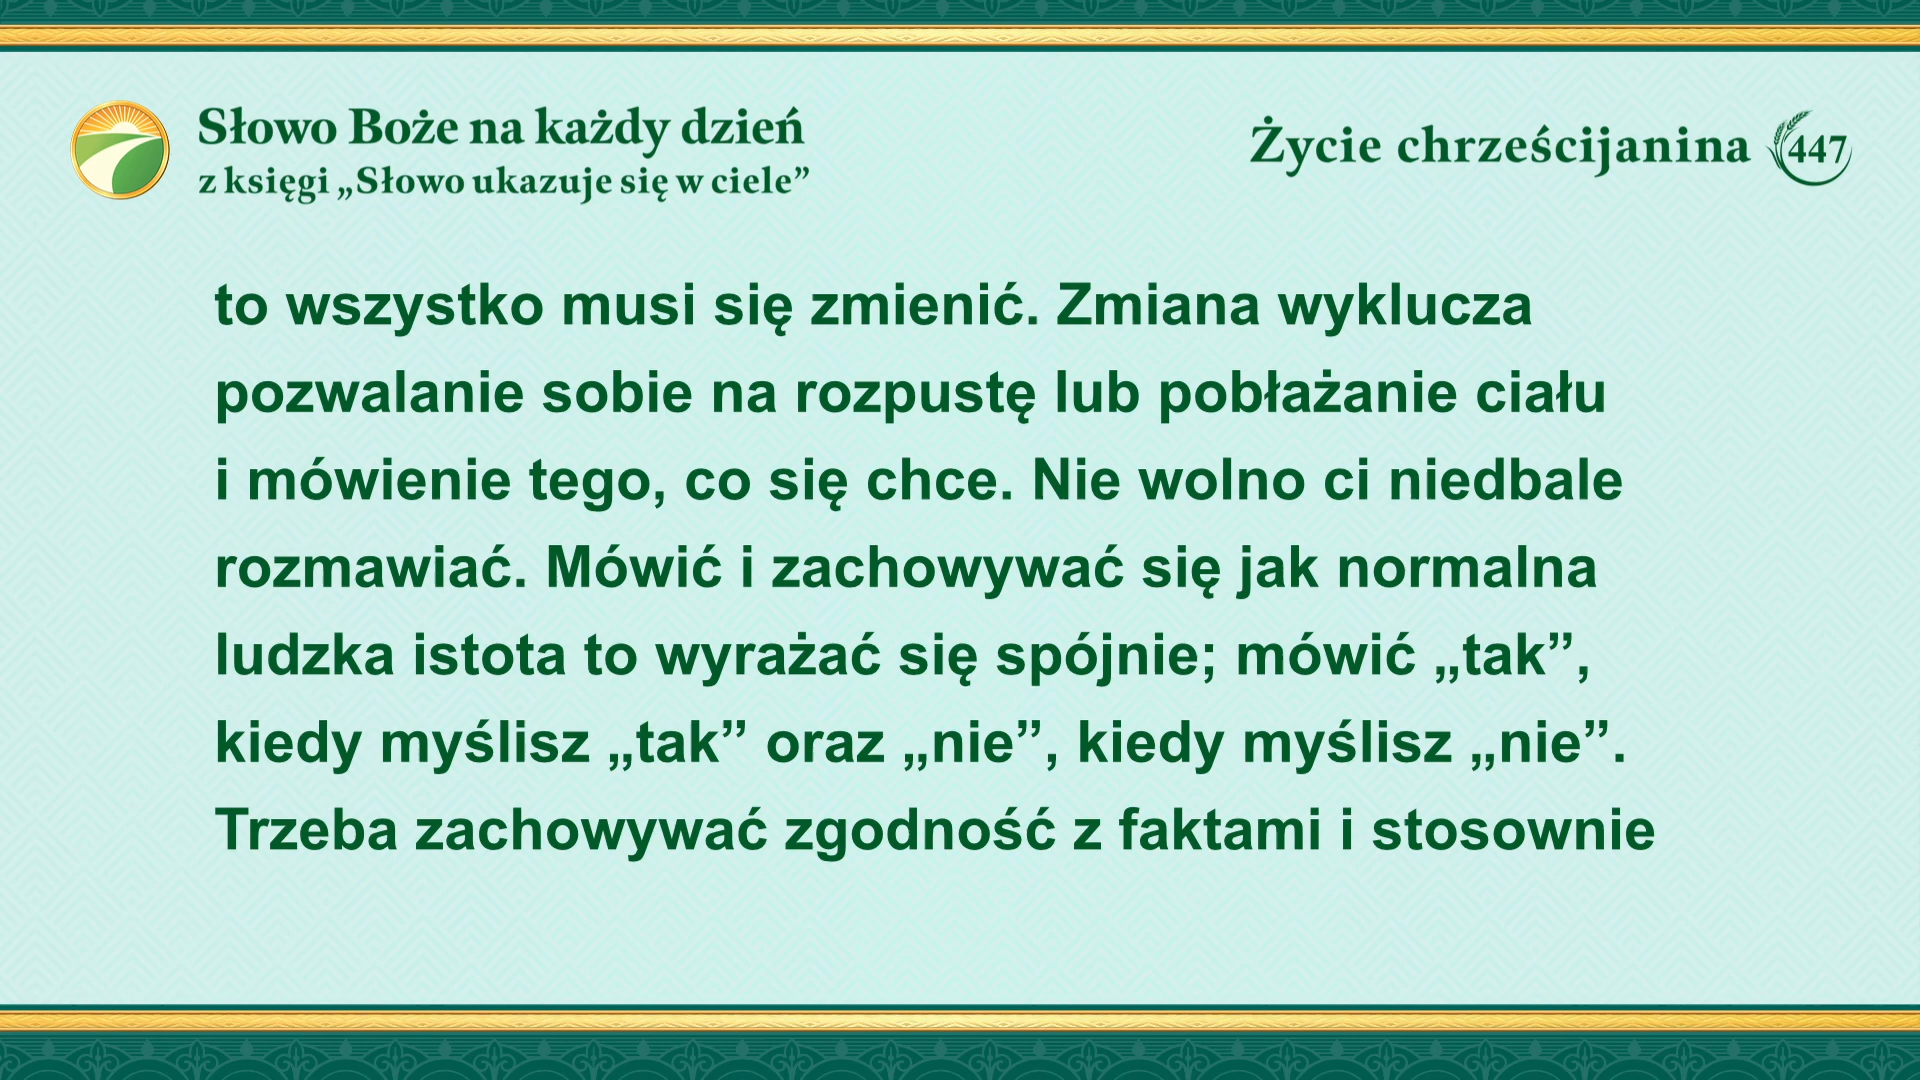 Słowo Boże na każdy dzień
z księgi „Słowo ukazuje się w ciele”
Życie chrześcijanina 447
to wszystko musi się zmienić. Zmiana wyklucza
pozwalanie sobie na rozpustę lub pobłażanie ciału
i mówienie tego, co się chce. Nie wolno ci niedbale
rozmawiać. Mówić i zachowywać się jak normalna
ludzka istota to wyrażać się spójnie; mówić „tak”,
kiedy myślisz „tak” oraz „nie”, kiedy myślisz „nie”.
Trzeba zachowywać zgodność z faktami i stosownie